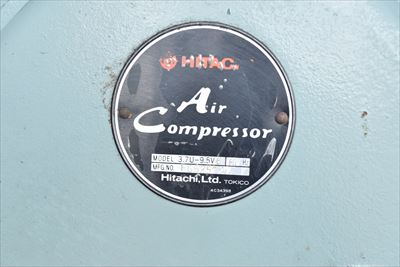 HITAC
Air
Compressor
MODEL 3.7U-9.5V
MFG NO.
Hitachi, Ltd. TOKICO